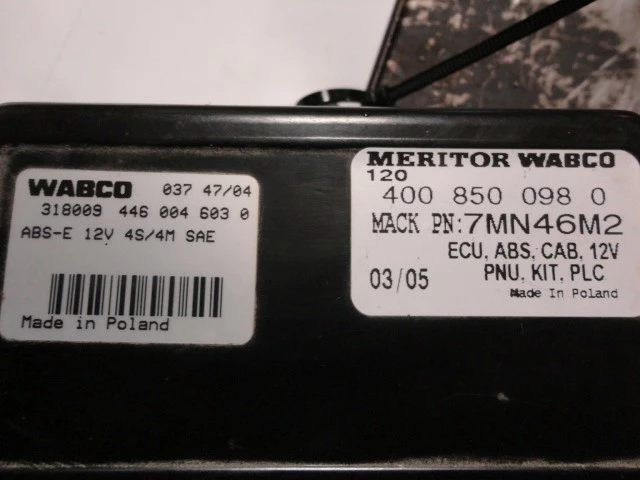 WABCO 037 47/04
318009 446 004 603 0
ABS-E 12V 4S/4M SAE
Made in Poland
MERITOR WABCO
120
400 850 098 0
MACK PN:7MN46M2
ECU, ABS, CAB, 12V
03/05 PNU, KIT, PLC
Made In Poland